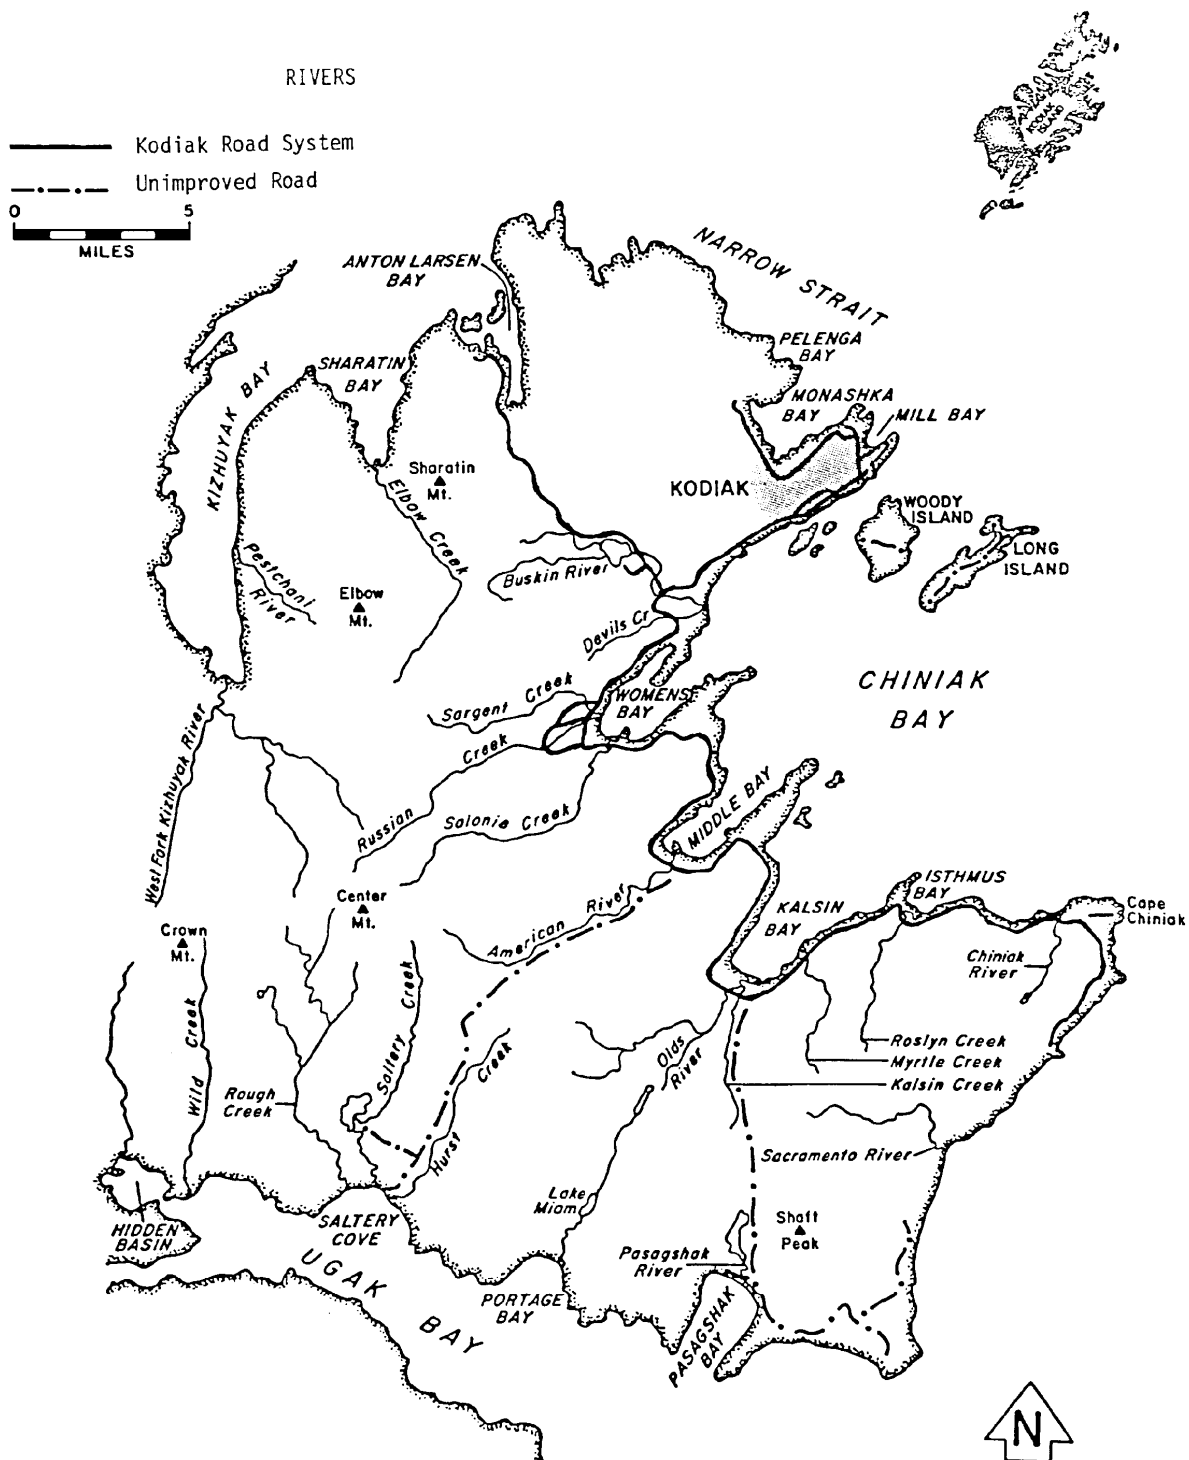 RIVERS
Kodiak Road System
Unimproved Road
0 5
MILES
KODIAK
ISLAND
NARROW STRAIT
ANTON LARSEN
BAY
PELENGA
BAY
SHARATIN
BAY
KIZHUYAK BAY
MONASHKA
BAY
MILL BAY
Sharatin
Mt.
KODIAK
WOODY
ISLAND
LONG
ISLAND
Elbow Creek
Pestchani
River
Buskin River
Elbow
Mt.
Devils Cr
CHINIAK
BAY
Sargent Creek
WOMENS
BAY
West Fork Kizhuyak River
Russian Creek
Salonie Creek
MIDDLE BAY
American River
Center
Mt.
Crown
Mt.
KALSIN
BAY
ISTHMUS
BAY
Cape
Chiniak
Chiniak
River
Wild Creek
Saltery Creek
Roslyn Creek
Myrtle Creek
Kalsin Creek
Olds
River
Rough
Creek
Hurst Creek
Sacramento River
Lake
Miam
Shaft
Peak
HIDDEN
BASIN
SALTERY
COVE
Pasagshak
River
UGAK BAY
PORTAGE
BAY
PASAGSHAK
BAY
N